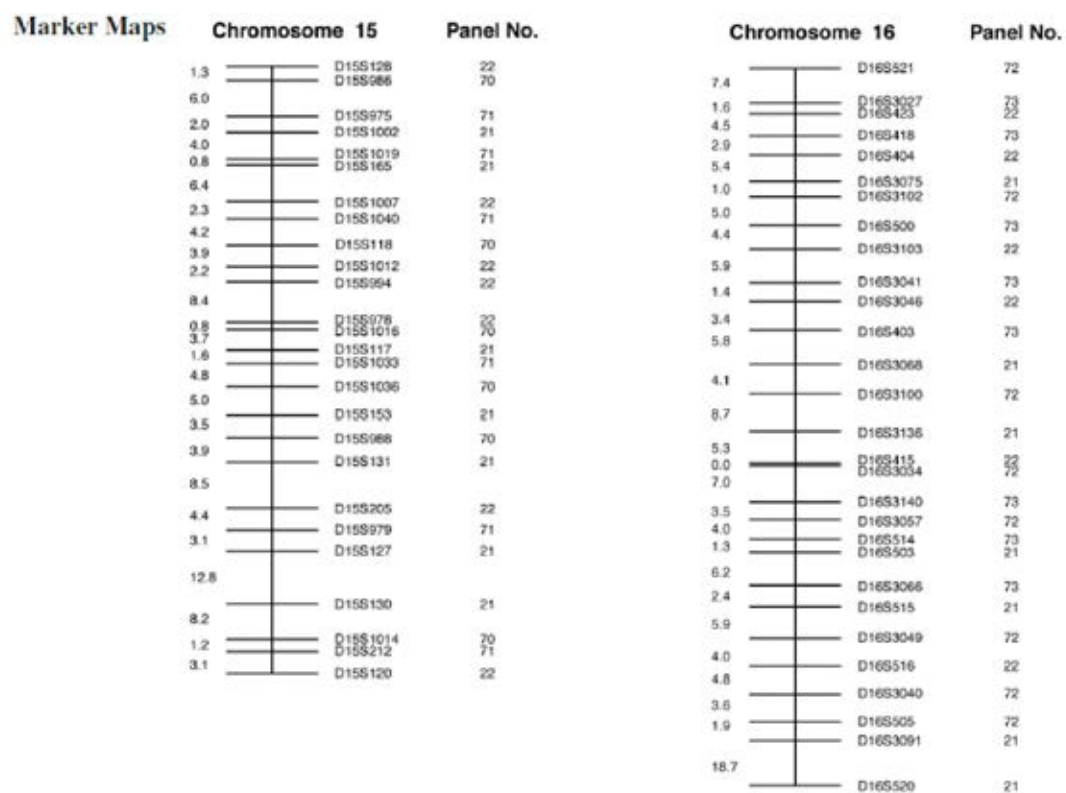 Marker Maps
Chromosome 15 Panel No.
D15S128 22
1.3
D15S986 70
6.0
D15S975 71
2.0
D15S1002 21
4.0
D15S1019 71
0.8
D15S165 21
6.4
D15S1007 22
2.3
D15S1040 71
4.2
D15S118 70
3.9
D15S1012 22
2.2
D15S994 22
8.4
D15S978 22
0.8
D15S1016 70
3.7
D15S117 21
1.6
D15S1033 71
4.8
D15S1036 70
5.0
D15S153 21
3.5
D15S988 70
3.9
D15S131 21
8.5
D15S205 22
4.4
D15S979 71
3.1
D15S127 21
12.8
D15S130 21
8.2
D15S1014 70
1.2
D15S212 71
3.1
D15S120 22
Chromosome 16 Panel No.
D16S521 72
7.4
D16S3027 73
1.6
D16S423 22
4.5
D16S418 73
2.9
D16S404 22
5.4
D16S3075 21
1.0
D16S3102 72
5.0
D16S500 73
4.4
D16S3103 22
5.9
D16S3041 73
1.4
D16S3046 22
3.4
D16S403 73
5.8
D16S3068 21
4.1
D16S3100 72
8.7
D16S3136 21
5.3
D16S415 22
0.0
D16S3034 72
7.0
D16S3140 73
3.5
D16S3057 72
4.0
D16S514 73
1.3
D16S503 21
6.2
D16S3066 73
2.4
D16S515 21
5.9
D16S3049 72
4.0
D16S516 22
4.8
D16S3040 72
3.6
D16S505 72
1.9
D16S3091 21
18.7
D16S520 21